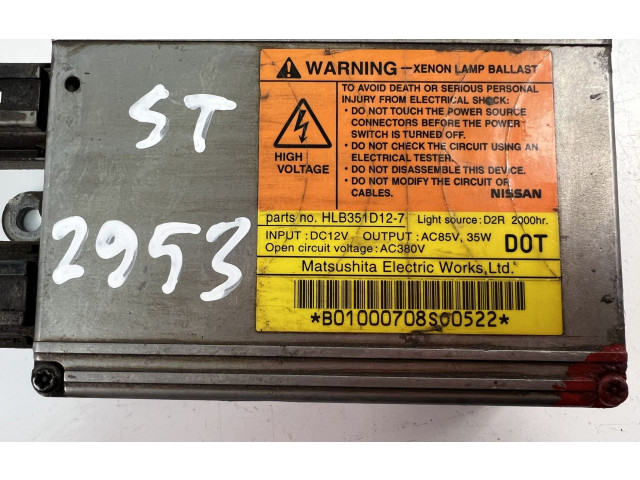 ST
2953
WARNING – XENON LAMP BALLAST
TO AVOID DEATH OR SERIOUS PERSONAL
INJURY FROM ELECTRICAL SHOCK:
• DO NOT TOUCH THE POWER SOURCE
CONNECTORS BEFORE THE POWER
SWITCH IS TURNED OFF.
• DO NOT CHECK THE CIRCUIT USING AN
ELECTRICAL TESTER.
• DO NOT DISASSEMBLE THIS DEVICE.
• DO NOT MODIFY THE CIRCUIT OR
CABLES.
HIGH
VOLTAGE
NISSAN
parts no. HLB351D12-7 Light source : D2R 2000hr.
INPUT : DC12V OUTPUT : AC85V, 35W
Open circuit voltage : AC380V
DOT
Matsushita Electric Works, Ltd.
*B01000708S00522*